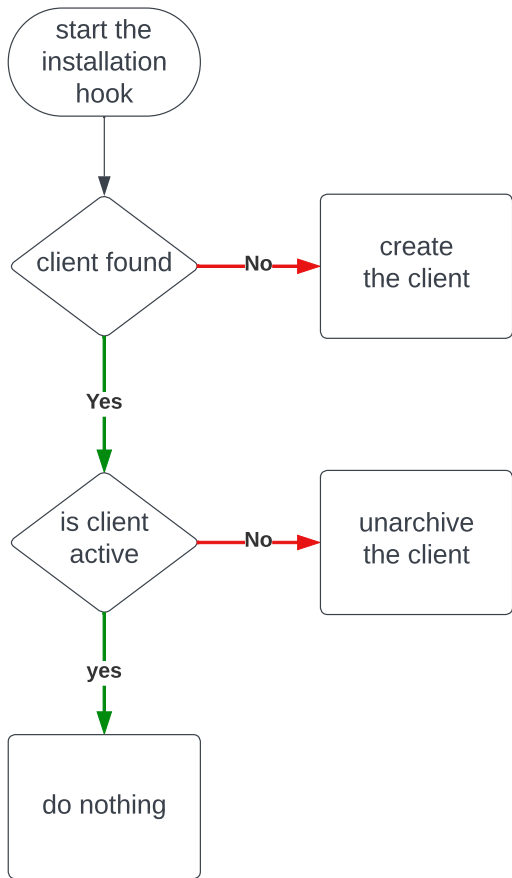 start the
installation
hook
client found
No
create
the client
Yes
is client
active
No
unarchive
the client
yes
do nothing